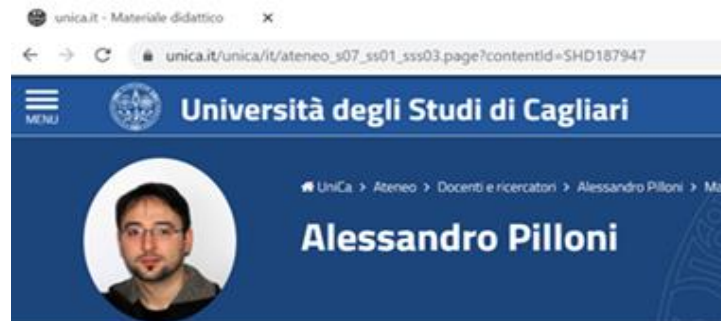 unica.it - Materiale didattico
unica.it/unica/it/ateneo_s07_ss01_sss03.page?contentId=SHD187947
MENU
Università degli Studi di Cagliari
UniCa > Ateneo > Docenti e ricercatori > Alessandro Pilloni > Ma
Alessandro Pilloni